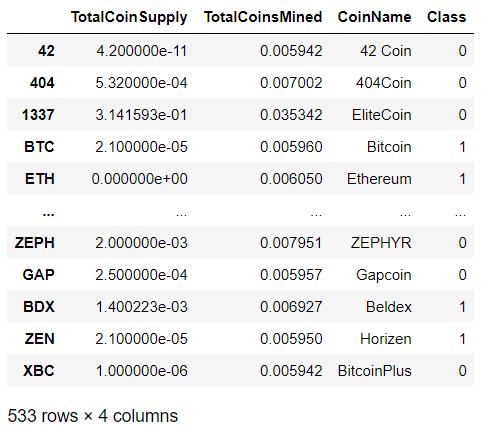 TotalCoinSupply TotalCoinsMined CoinName Class
42 4.200000e-11 0.005942 42 Coin 0
404 5.320000e-04 0.007002 404Coin 0
1337 3.141593e-01 0.035342 EliteCoin 0
BTC 2.100000e-05 0.005960 Bitcoin 1
ETH 0.000000e+00 0.006050 Ethereum 1
... ... ... ... ...
ZEPH 2.000000e-03 0.007951 ZEPHYR 0
GAP 2.500000e-04 0.005957 Gapcoin 0
BDX 1.400223e-03 0.006927 Beldex 1
ZEN 2.100000e-05 0.005950 Horizen 1
XBC 1.000000e-06 0.005942 BitcoinPlus 0
533 rows × 4 columns